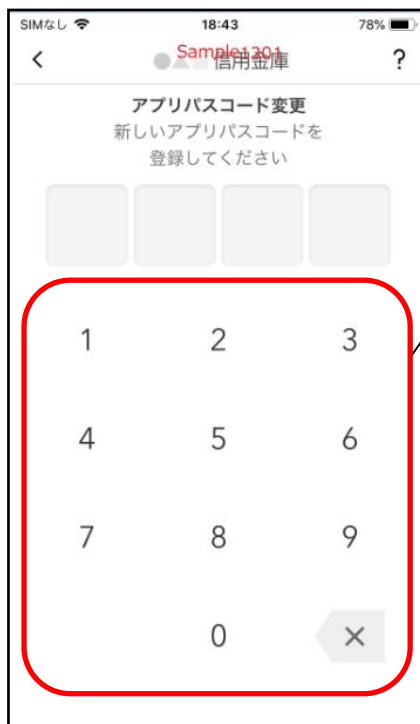 SIMなし 18:43 78%
< ●▲■信用金庫 ?
Sample1201
アプリパスコード変更
新しいアプリパスコードを
登録してください
1 2 3
4 5 6
7 8 9
0 ×